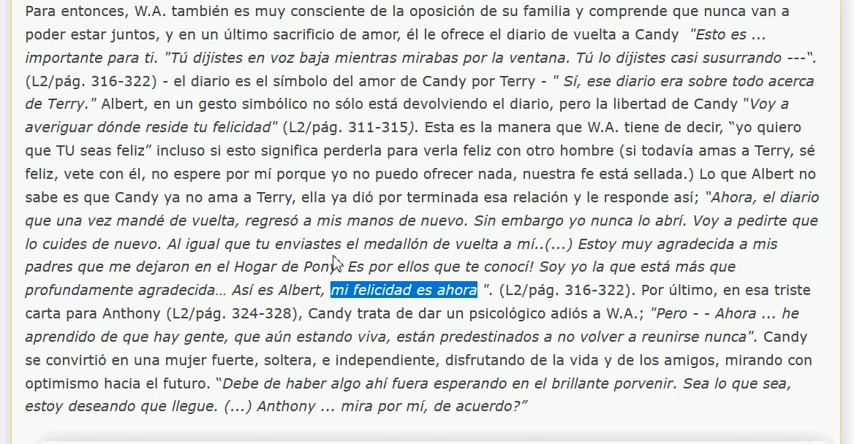 Para entonces, W.A. también es muy consciente de la oposición de su familia y comprende que nunca van a
poder estar juntos, y en un último sacrificio de amor, él le ofrece el diario de vuelta a Candy "Esto es ...
importante para ti. "Tú dijistes en voz baja mientras mirabas por la ventana. Tú lo dijistes casi susurrando ---“.
(L2/pág. 316-322) - el diario es el símbolo del amor de Candy por Terry - " Sí, ese diario era sobre todo acerca
de Terry." Albert, en un gesto simbólico no sólo está devolviendo el diario, pero la libertad de Candy "Voy a
averiguar dónde reside tu felicidad" (L2/pág. 311-315). Esta es la manera que W.A. tiene de decir, “yo quiero
que TU seas feliz” incluso si esto significa perderla para verla feliz con otro hombre (si todavía amas a Terry, sé
feliz, vete con él, no espere por mí porque yo no puedo ofrecer nada, nuestra fe está sellada.) Lo que Albert no
sabe es que Candy ya no ama a Terry, ella ya dió por terminada esa relación y le responde así; “Ahora, el diario
que una vez mandé de vuelta, regresó a mis manos de nuevo. Sin embargo yo nunca lo abrí. Voy a pedirte que
lo cuides de nuevo. Al igual que tu enviastes el medallón de vuelta a mí..(...) Estoy muy agradecida a mis
padres que me dejaron en el Hogar de Pony. Es por ellos que te conocí! Soy yo la que está más que
profundamente agradecida… Así es Albert, mi felicidad es ahora ". (L2/pág. 316-322). Por último, en esa triste
carta para Anthony (L2/pág. 324-328), Candy trata de dar un psicológico adiós a W.A.; "Pero - - Ahora ... he
aprendido de que hay gente, que aún estando viva, están predestinados a no volver a reunirse nunca". Candy
se convirtió en una mujer fuerte, soltera, e independiente, disfrutando de la vida y de los amigos, mirando con
optimismo hacia el futuro. “Debe de haber algo ahí fuera esperando en el brillante porvenir. Sea lo que sea,
estoy deseando que llegue. (...) Anthony ... mira por mí, de acuerdo?”